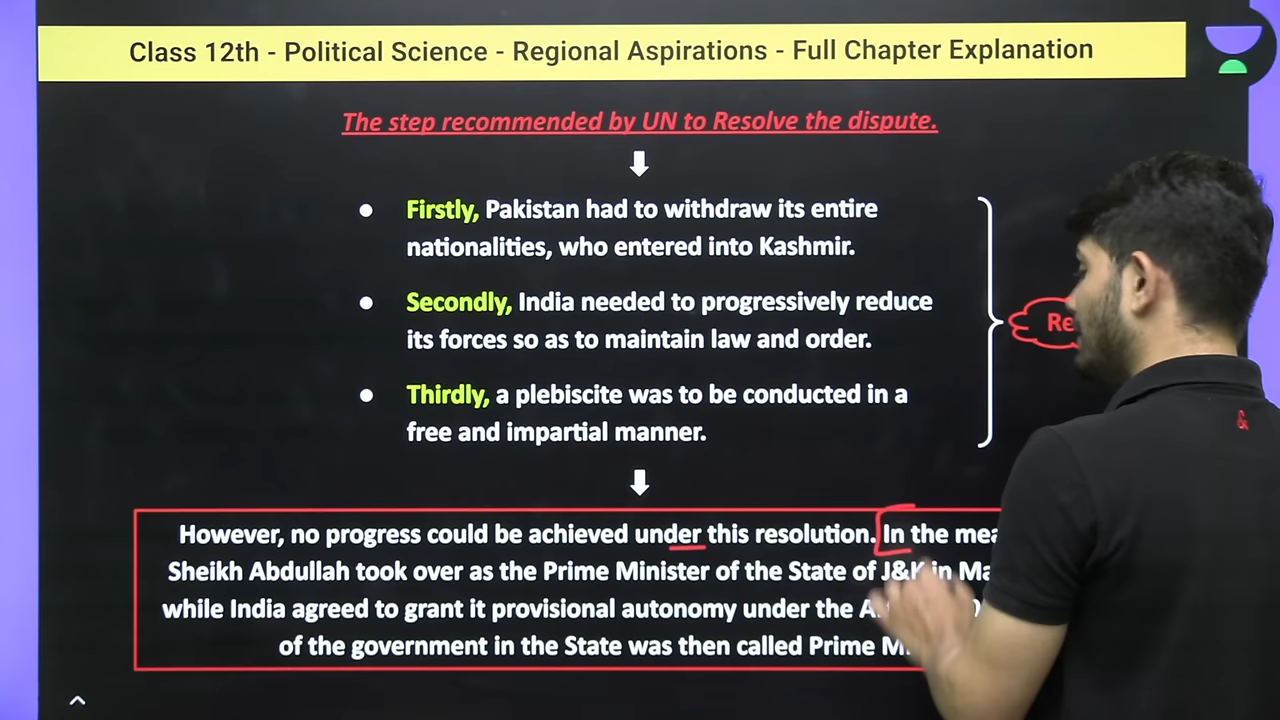 Class 12th - Political Science - Regional Aspirations - Full Chapter Explanation
The step recommended by UN to Resolve the dispute.
Firstly, Pakistan had to withdraw its entire
nationalities, who entered into Kashmir.
Secondly, India needed to progressively reduce
its forces so as to maintain law and order.
Thirdly, a plebiscite was to be conducted in a
free and impartial manner.
However, no progress could be achieved under this resolution. In the
Sheikh Abdullah took over as the Prime Minister of the State of J&K in
while India agreed to grant it provisional autonomy under the
of the government in the State was then called Prime